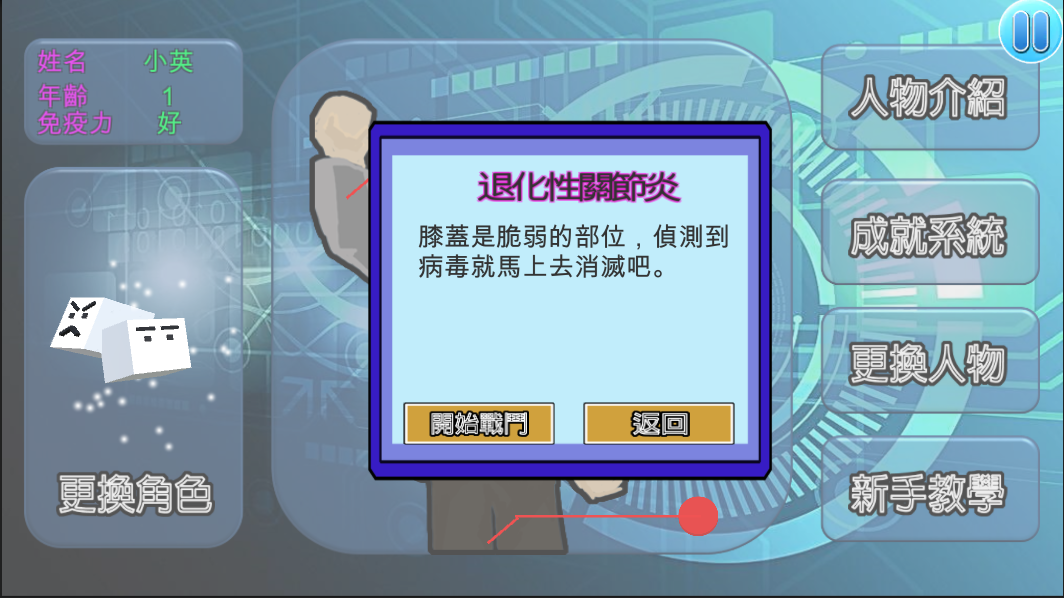 姓名 小英
年齡 1
免疫力 好
更換角色
退化性關節炎
膝蓋是脆弱的部位，偵測到
病毒就馬上去消滅吧。
開始戰鬥
返回
人物介紹
成就系統
更換人物
新手教學